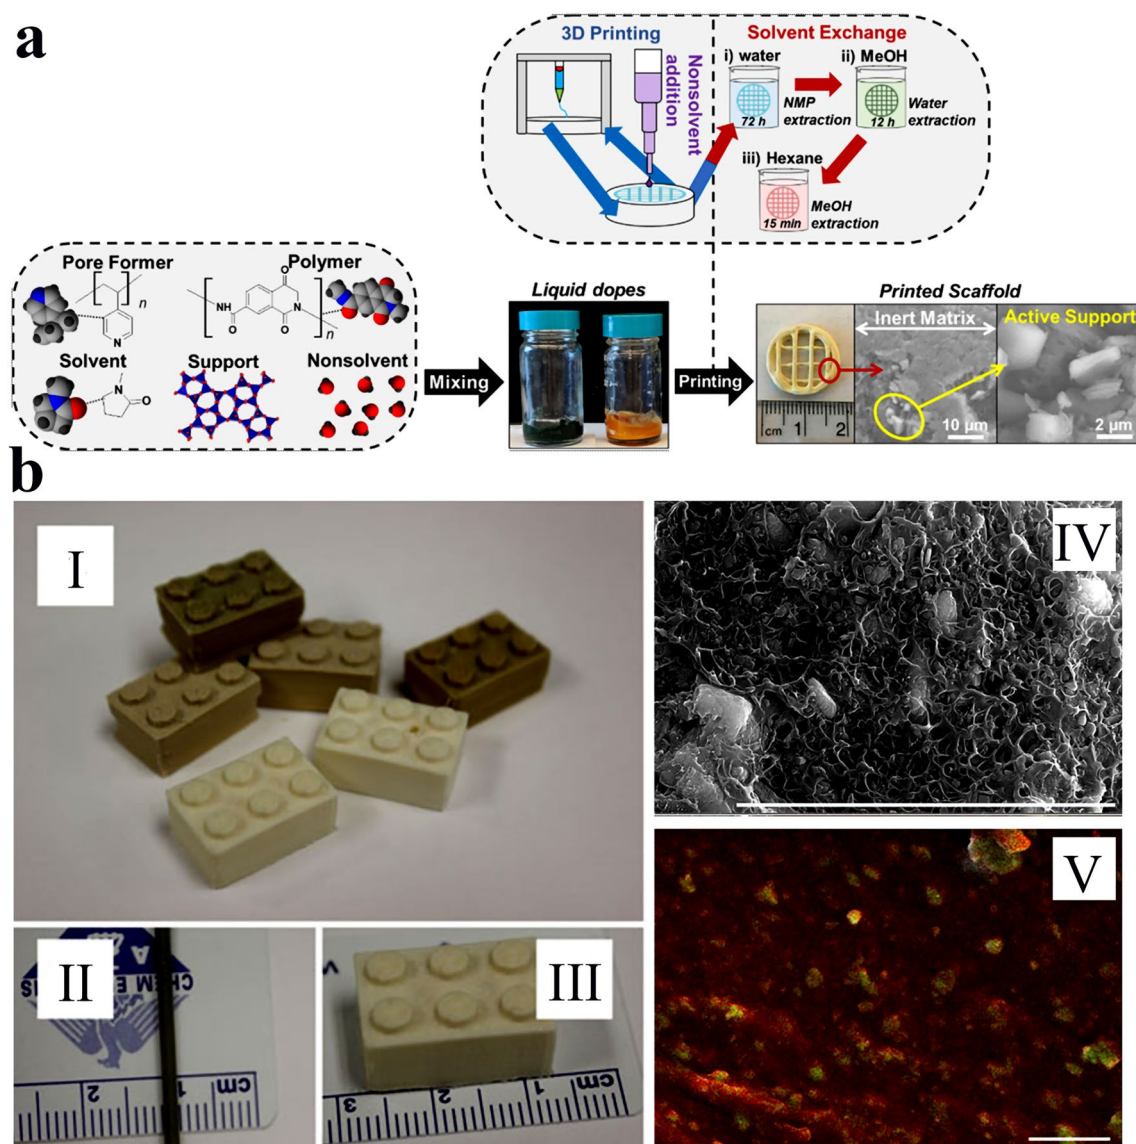 a
3D Printing
Nonsolvent
addition
Solvent Exchange
i) water
ii) MeOH
NMP
extraction
72 h
Water
extraction
12 h
iii) Hexane
MeOH
extraction
15 min
Pore Former
n
N
Polymer
O
NH
N
O
O
n
Solvent
N
O
Support
Nonsolvent
Mixing
Liquid dopes
Printing
Printed Scaffold
Inert Matrix
Active Support
cm 1 2
10 µm
2 µm
b
I
II
CHEM E
A
2 1 cm
III
3 2 1 cm
IV
V